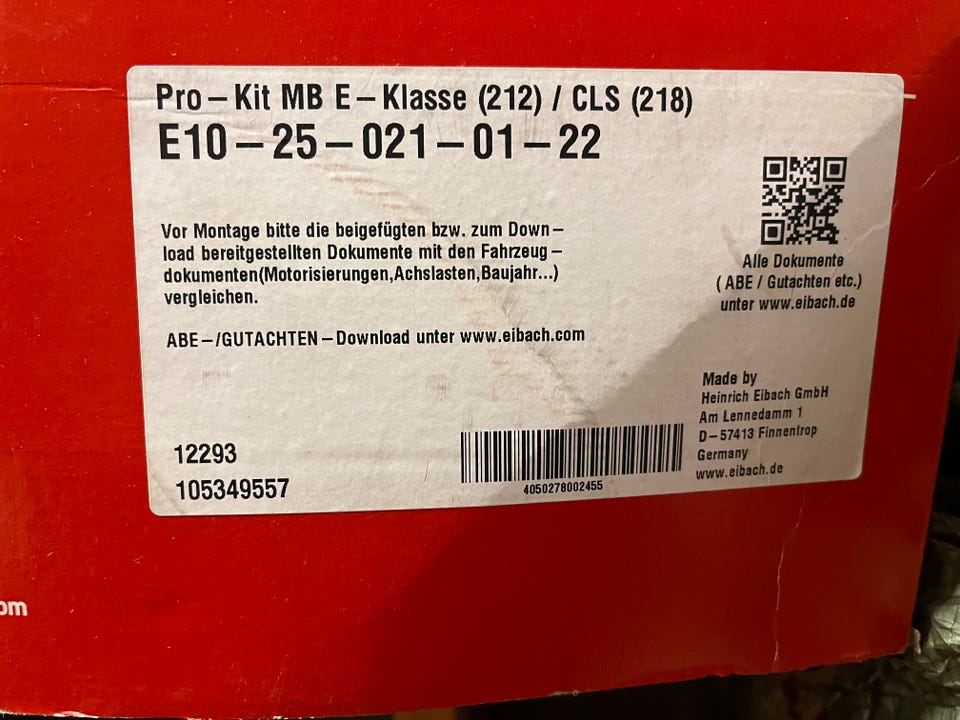 Pro-Kit MB E-Klasse (212) / CLS (218)
E10-25-021-01-22
Vor Montage bitte die beigefügten bzw. zum Down-
load bereitgestellten Dokumente mit den Fahrzeug-
dokumenten(Motorisierungen,Achslasten,Baujahr...)
vergleichen.
ABE-/GUTACHTEN-Download unter www.eibach.com
Alle Dokumente
( ABE / Gutachten etc.)
unter www.eibach.de
Made by
Heinrich Eibach GmbH
Am Lennedamm 1
D-57413 Finnentrop
Germany
www.eibach.de
12293
105349557
4050278002455
om